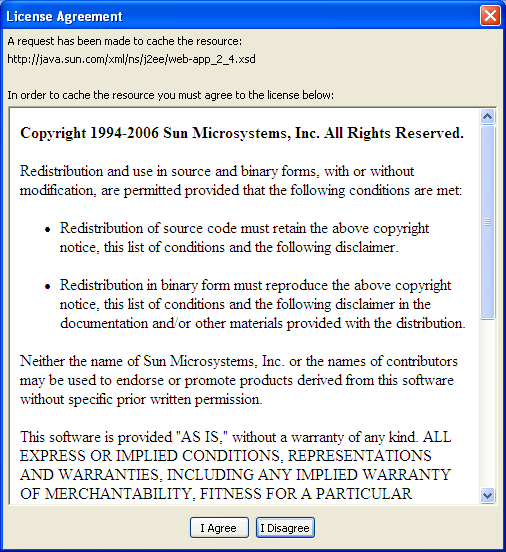 License Agreement
A request has been made to cache the resource:
http://java.sun.com/xml/ns/j2ee/web-app_2_4.xsd
In order to cache the resource you must agree to the license below:
Copyright 1994-2006 Sun Microsystems, Inc. All Rights Reserved.
Redistribution and use in source and binary forms, with or without
modification, are permitted provided that the following conditions are met:
• Redistribution of source code must retain the above copyright
notice, this list of conditions and the following disclaimer.
• Redistribution in binary form must reproduce the above copyright
notice, this list of conditions and the following disclaimer in the
documentation and/or other materials provided with the distribution.
Neither the name of Sun Microsystems, Inc. or the names of contributors
may be used to endorse or promote products derived from this software
without specific prior written permission.
This software is provided "AS IS," without a warranty of any kind. ALL
EXPRESS OR IMPLIED CONDITIONS, REPRESENTATIONS
AND WARRANTIES, INCLUDING ANY IMPLIED WARRANTY
OF MERCHANTABILITY, FITNESS FOR A PARTICULAR
I Agree
I Disagree